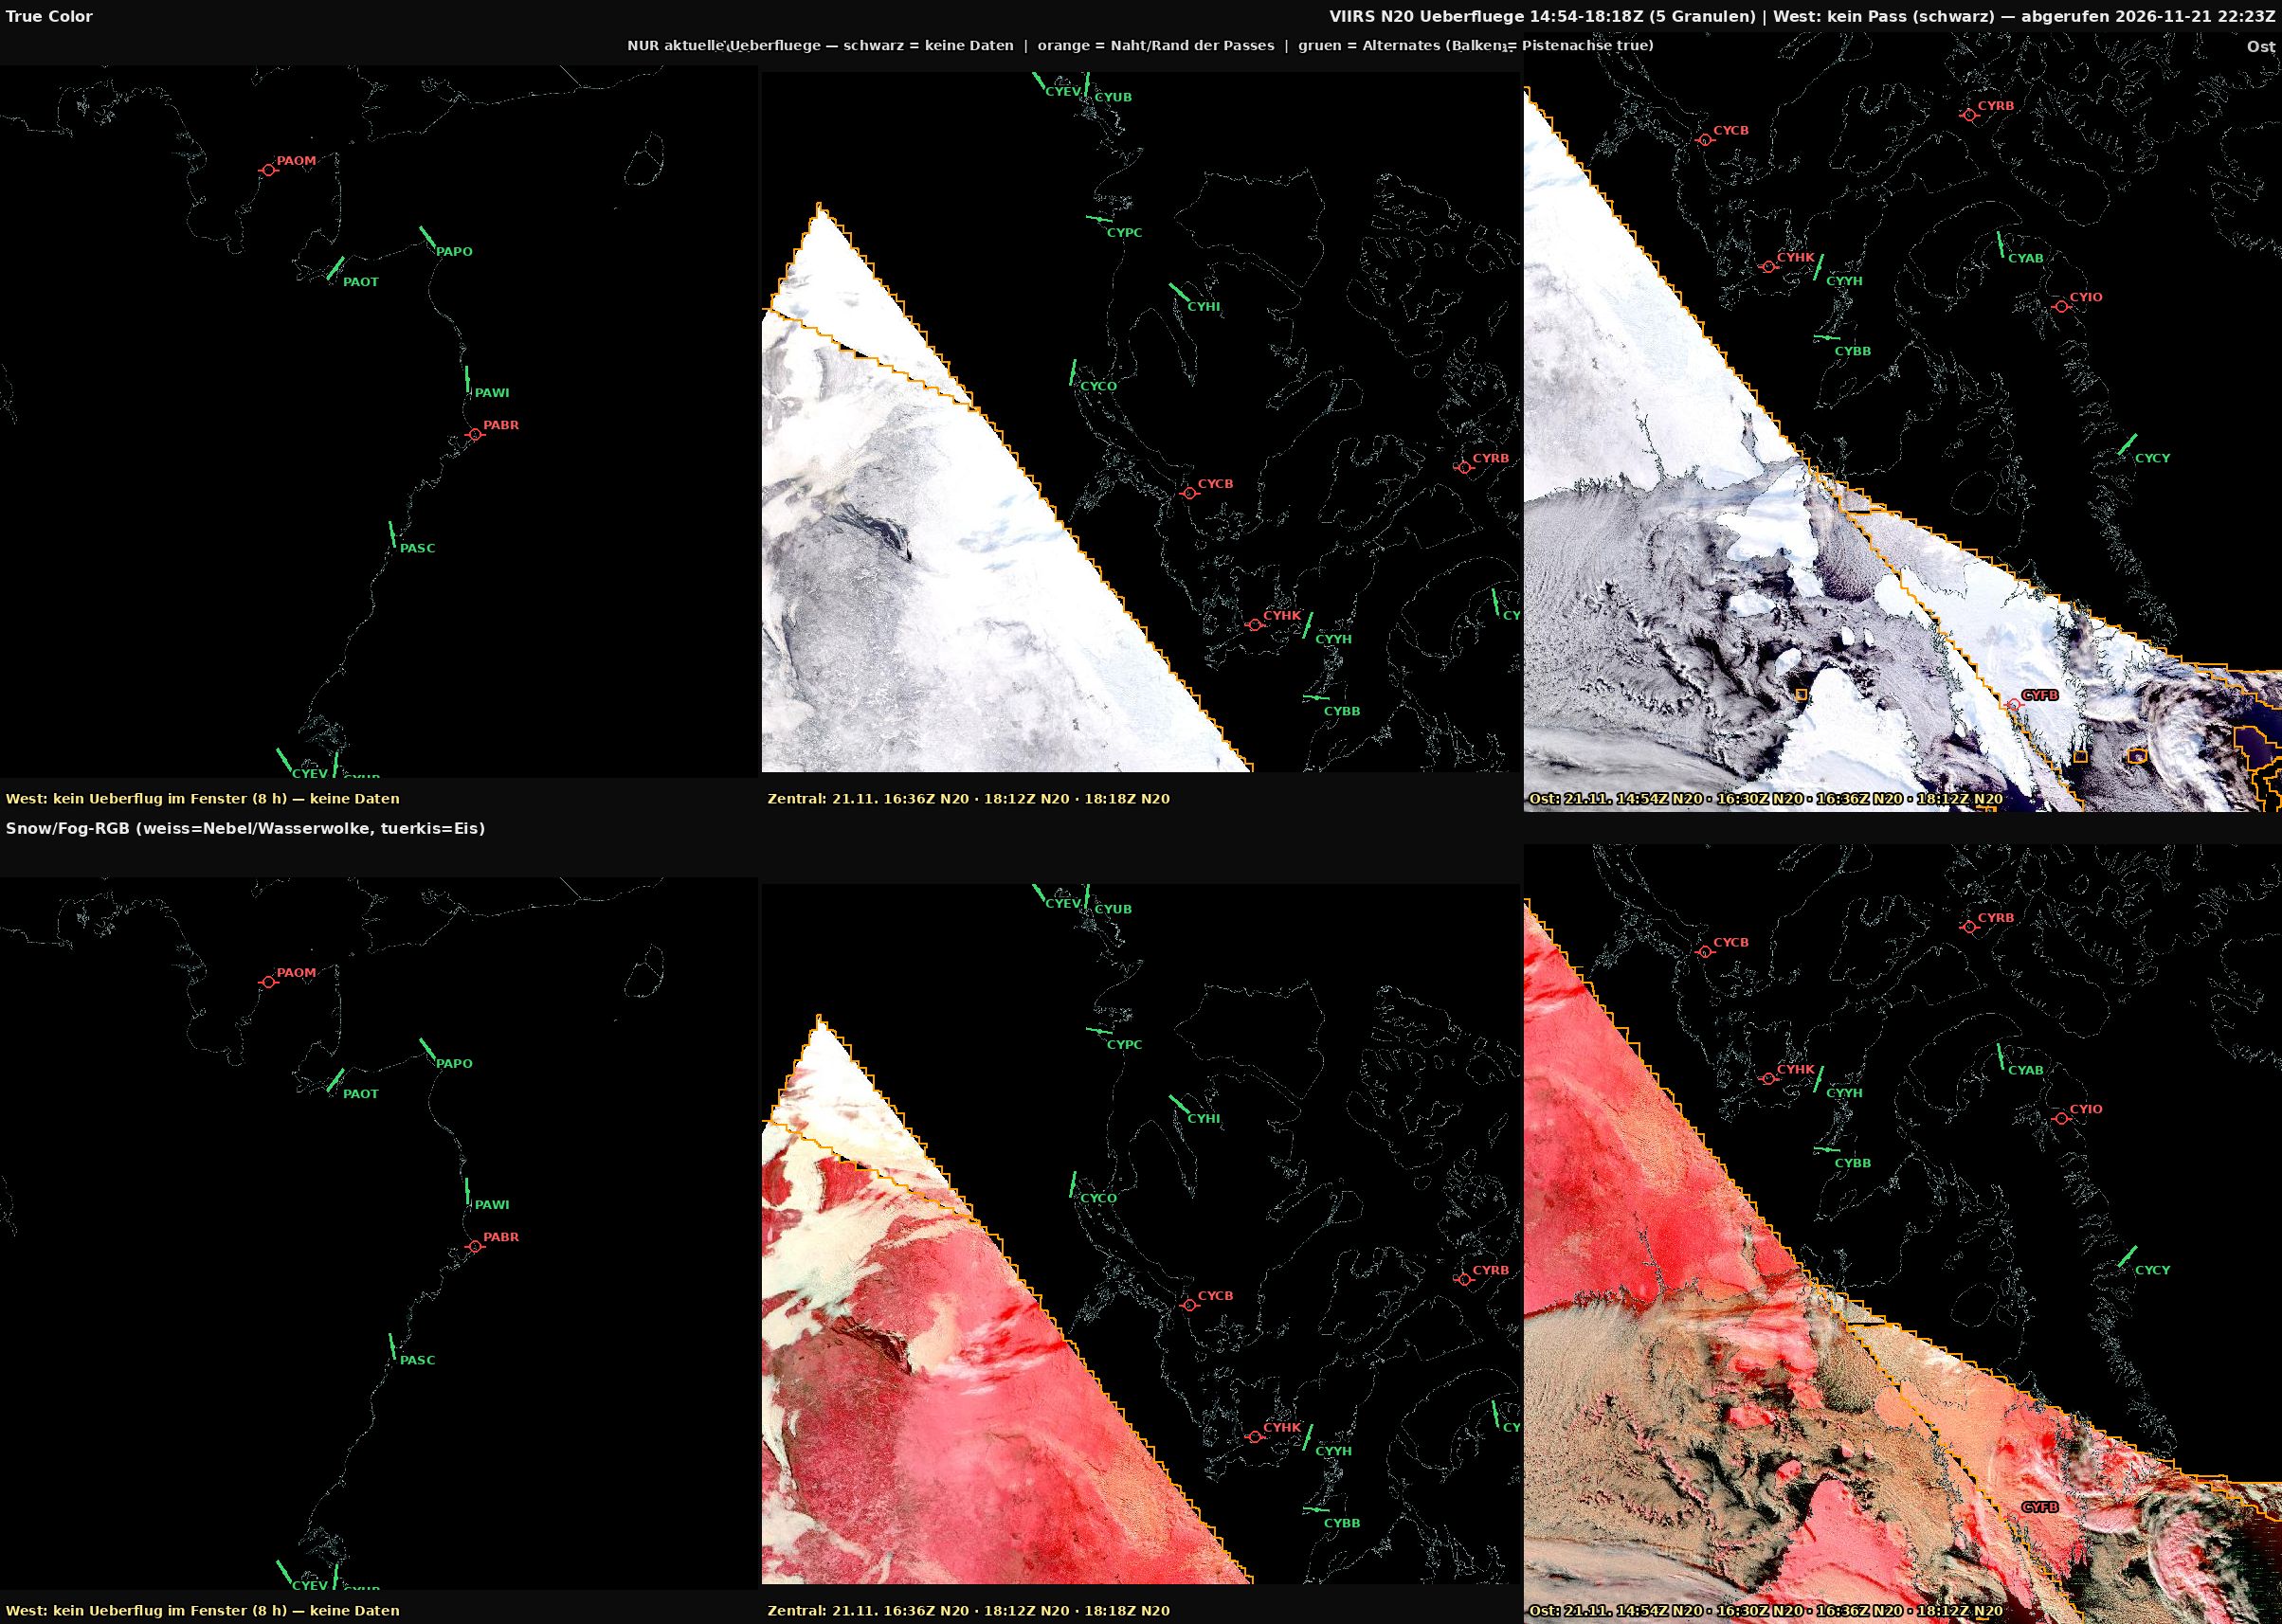 True Color
VIIRS N20 Ueberfluege 14:54-18:18Z (5 Granulen) | West: kein Pass (schwarz) — abgerufen 2026-11-21 22:23Z
NUR aktuelle Ueberfluege — schwarz = keine Daten | orange = Naht/Rand der Passes | gruen = Alternates (Balken = Pistenachse true)
Ost
PAOM
PAPO
PAOT
PAWI
PABR
PASC
CYEV
CYUB
West: kein Ueberflug im Fenster (8 h) — keine Daten
CYEV
CYUB
CYPC
CYHI
CYCO
CYRB
CYCB
CYHK
CYYH
CY
CYBB
Zentral: 21.11. 16:36Z N20 · 18:12Z N20 · 18:18Z N20
CYRB
CYCB
CYHK
CYAB
CYYH
CYIO
CYBB
CYCY
CYFB
Ost: 21.11. 14:54Z N20 · 16:30Z N20 · 16:36Z N20 · 18:12Z N20
Snow/Fog-RGB (weiss=Nebel/Wasserwolke, tuerkis=Eis)
PAOM
PAPO
PAOT
PAWI
PABR
PASC
CYEV
CYUB
West: kein Ueberflug im Fenster (8 h) — keine Daten
CYEV
CYUB
CYPC
CYHI
CYCO
CYRB
CYCB
CYHK
CYYH
CY
CYBB
Zentral: 21.11. 16:36Z N20 · 18:12Z N20 · 18:18Z N20
CYRB
CYCB
CYHK
CYAB
CYYH
CYIO
CYBB
CYCY
CYFB
Ost: 21.11. 14:54Z N20 · 16:30Z N20 · 16:36Z N20 · 18:12Z N20